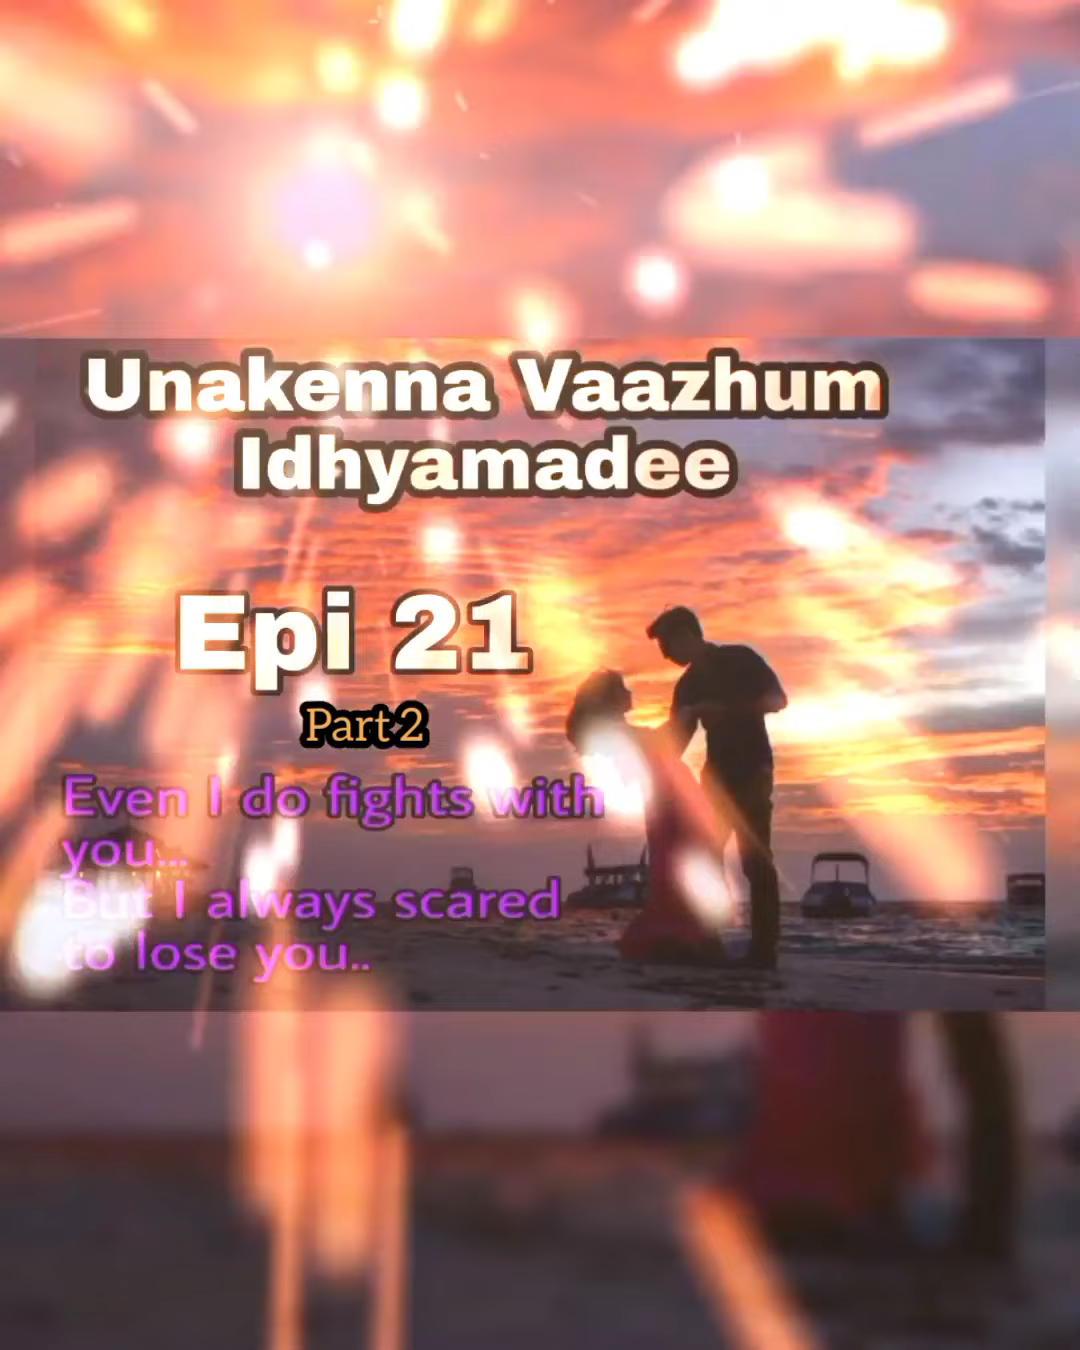 Unakenna Vaazhum
Idhyamadee
Epi 21
Part 2
Even I do fights with
you...
But I always scared
to lose you..